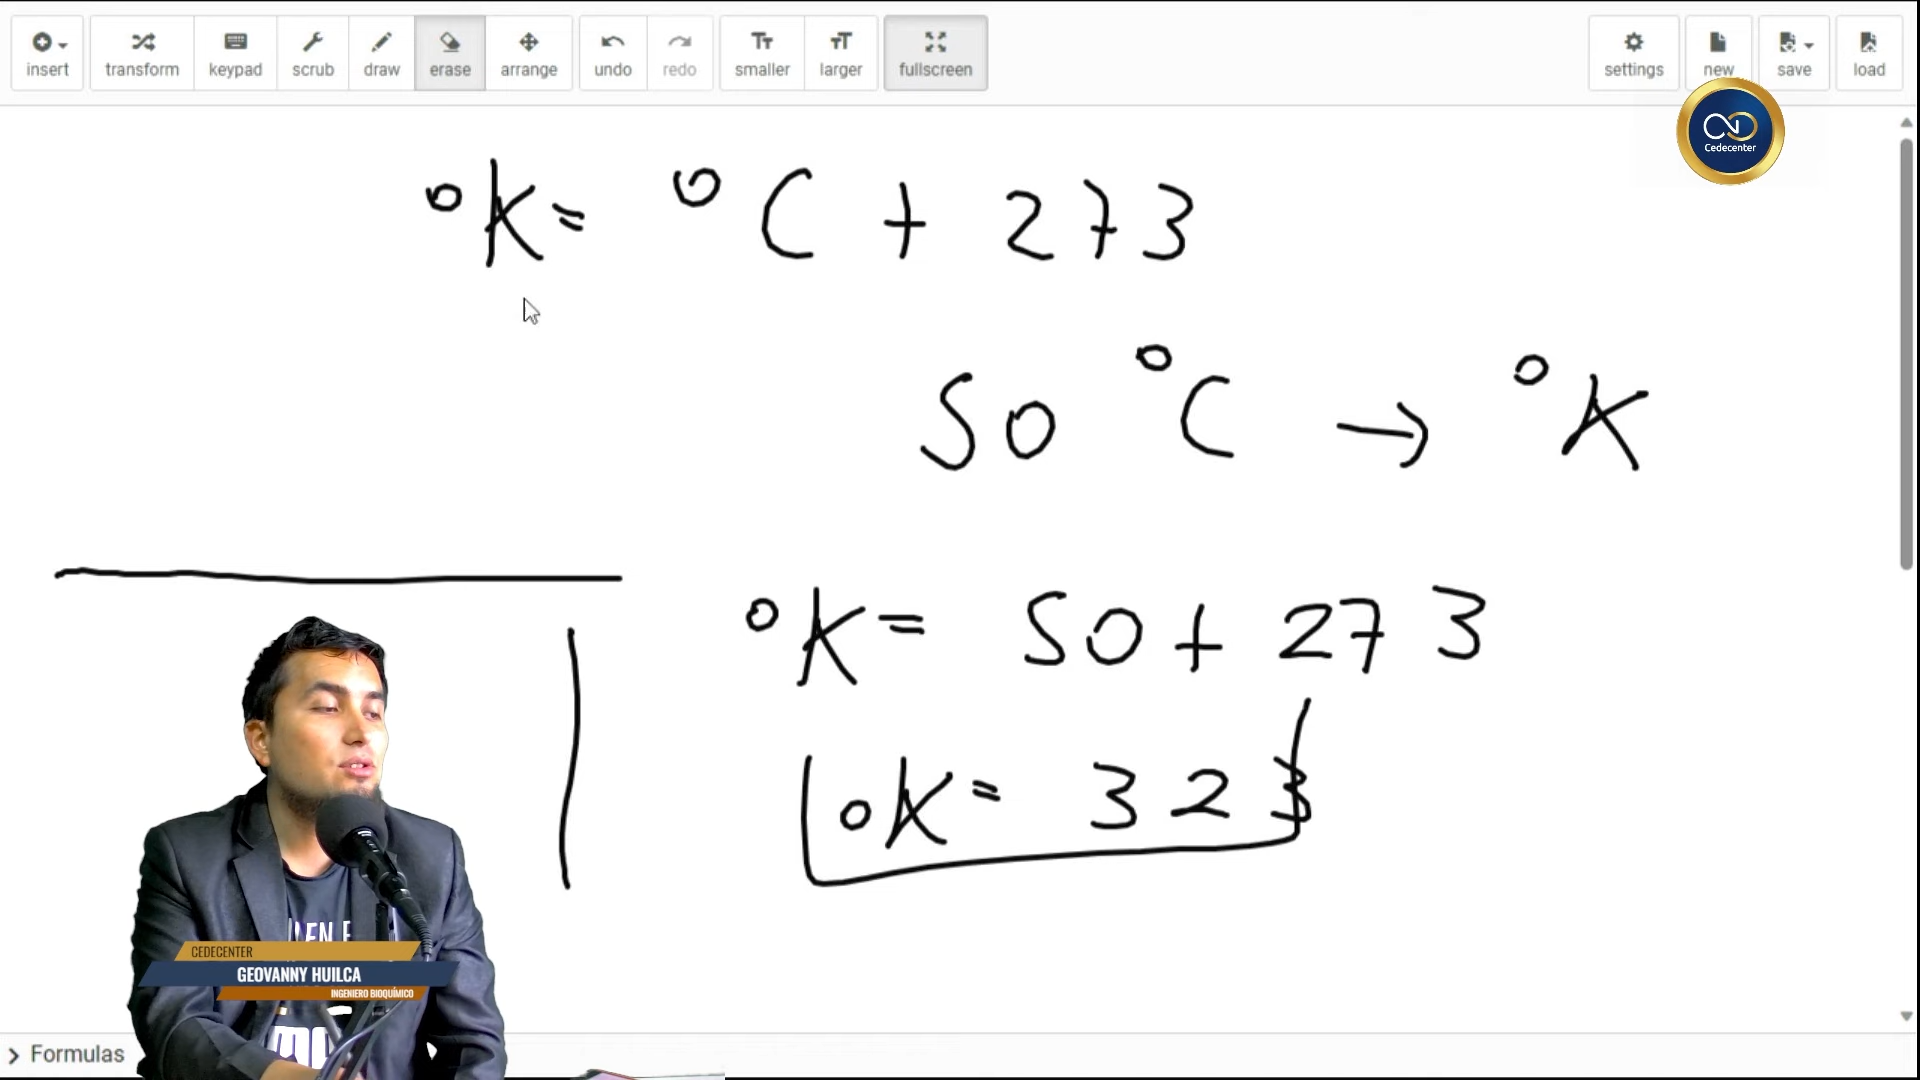 insert transform keypad scrub draw erase arrange undo redo smaller larger fullscreen settings new save load
Cedecenter
°K= °C + 273
50 °C → °K
°K= 50+ 273
°K= 323
CEDECENTER
GEOVANNY HUILCA
INGENIERO BIOQUÍMICO
Formulas